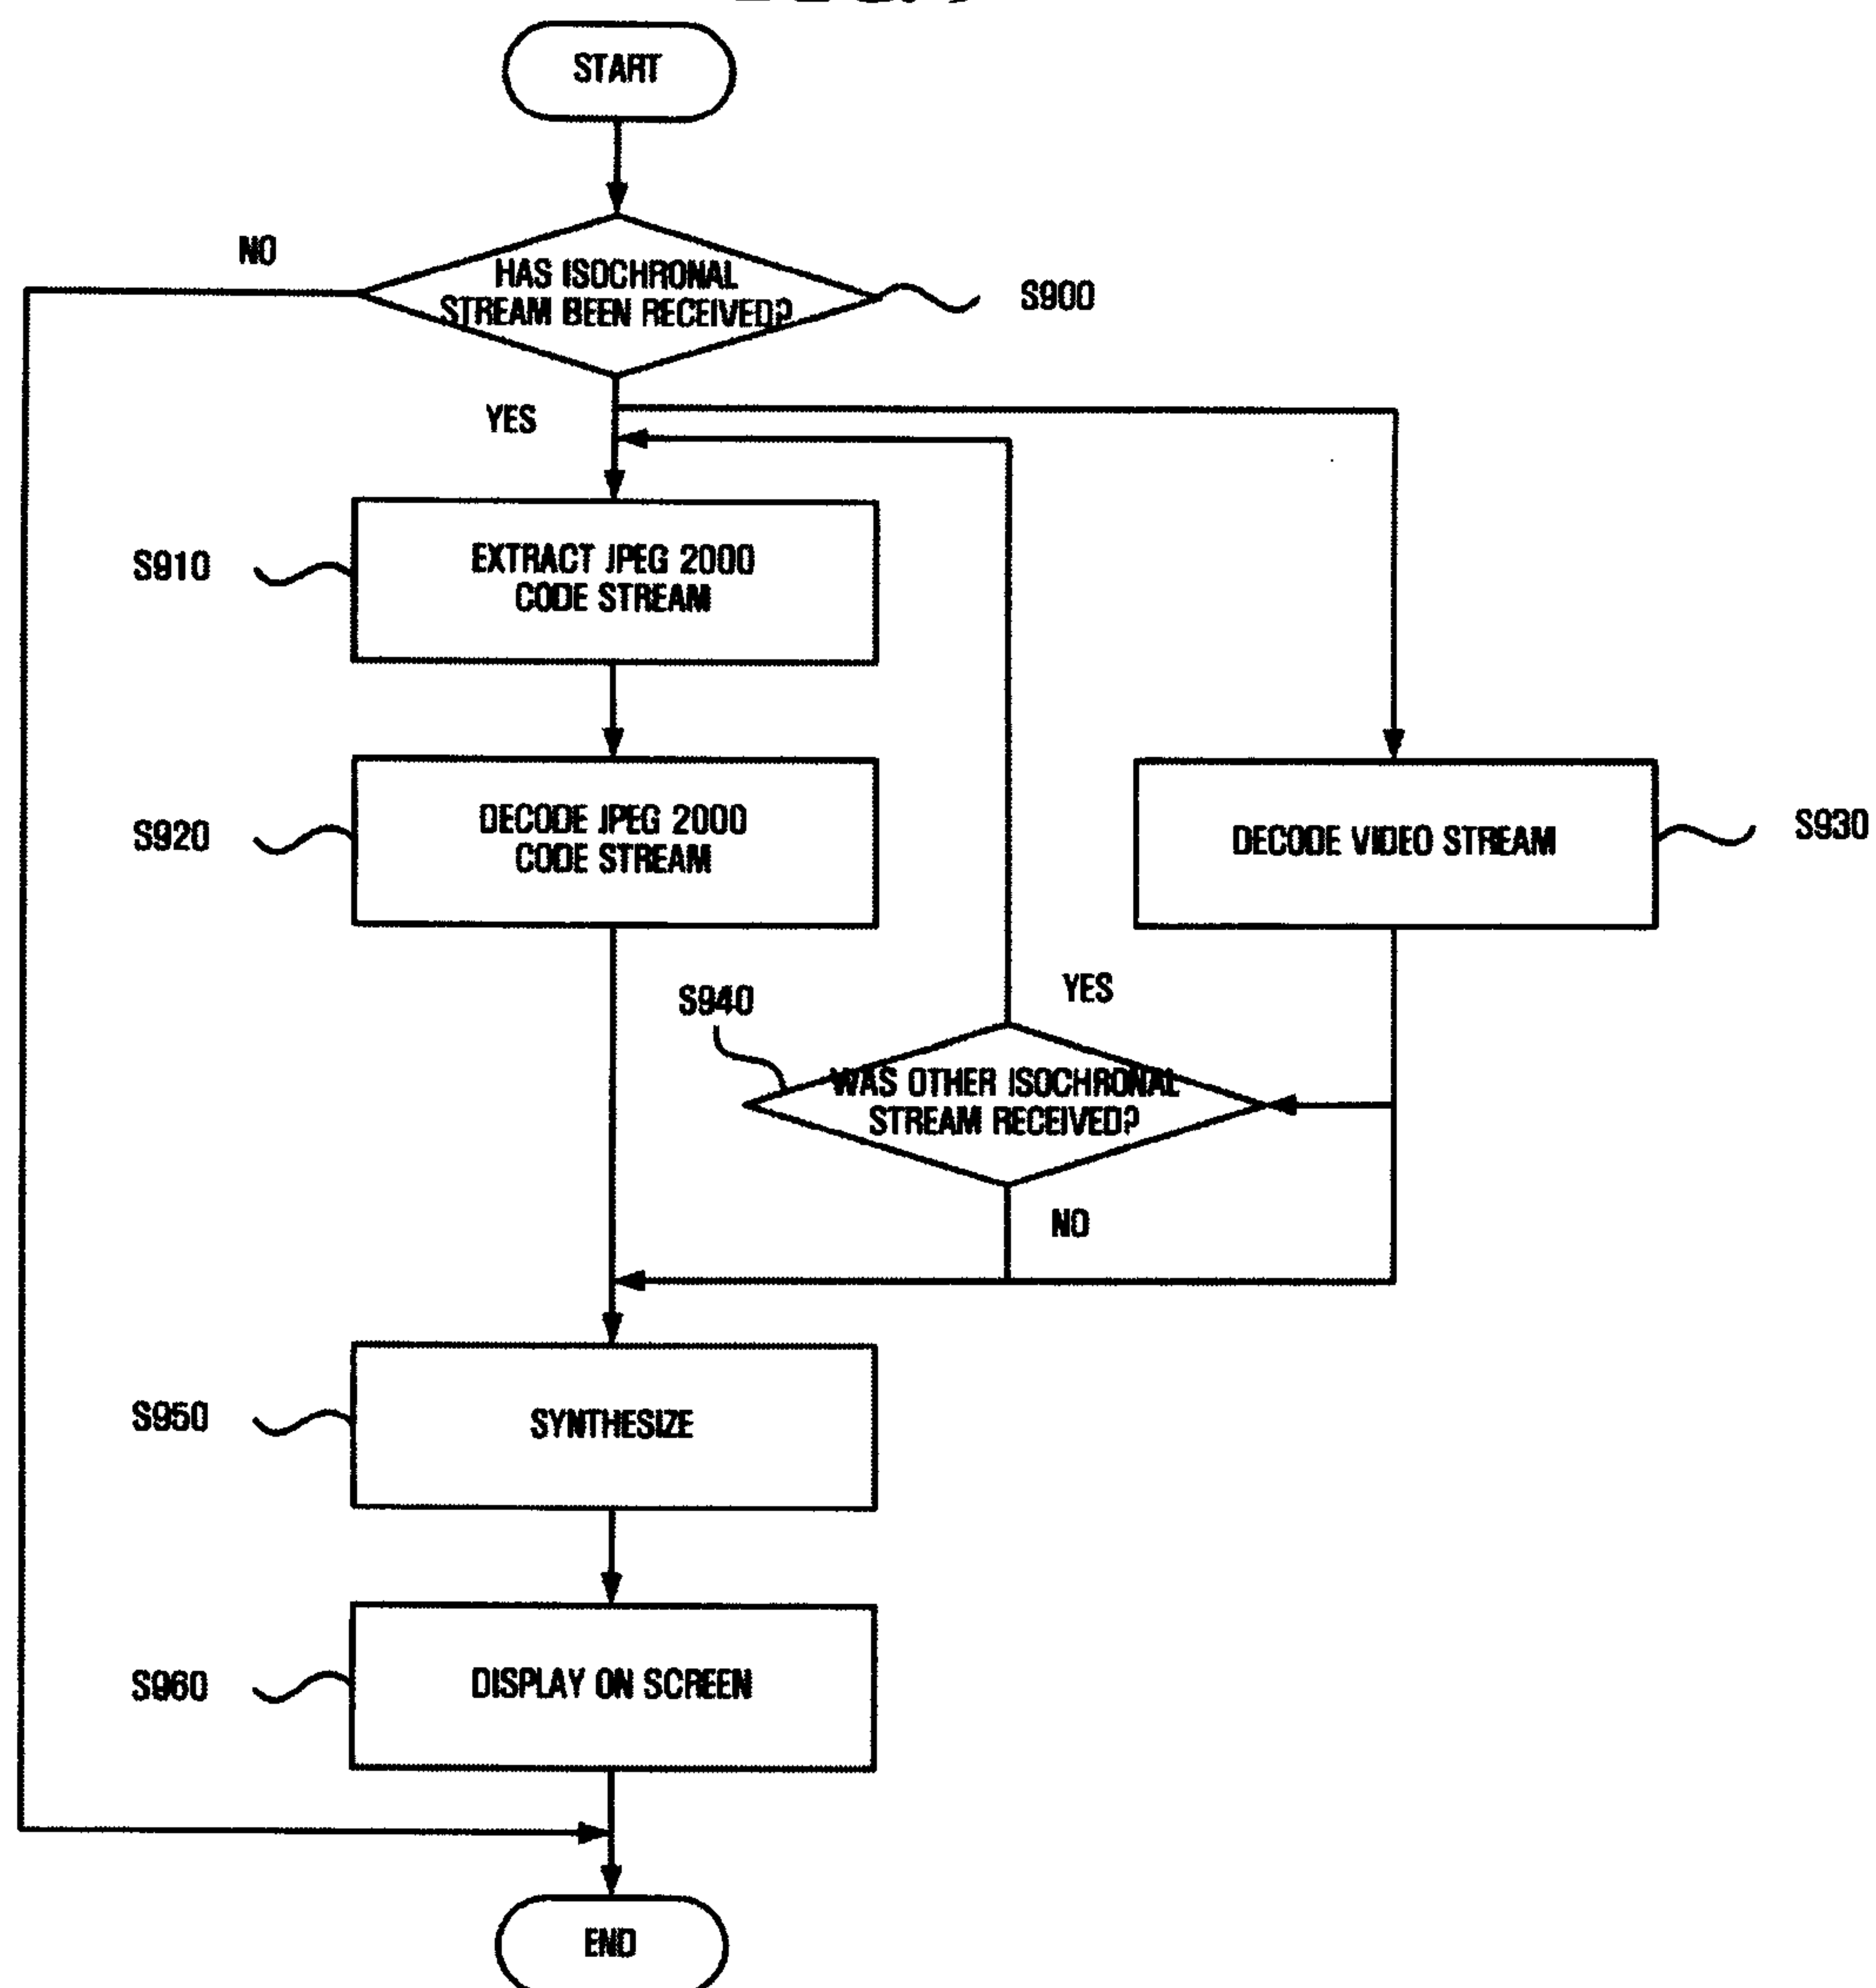 START
NO
HAS ISOCHRONAL
STREAM BEEN RECEIVED?
S900
YES
S910
EXTRACT JPEG 2000
CODE STREAM
S920
DECODE JPEG 2000
CODE STREAM
DECODE VIDEO STREAM
S930
S940
YES
WAS OTHER ISOCHRONAL
STREAM RECEIVED?
NO
S950
SYNTHESIZE
S960
DISPLAY ON SCREEN
END